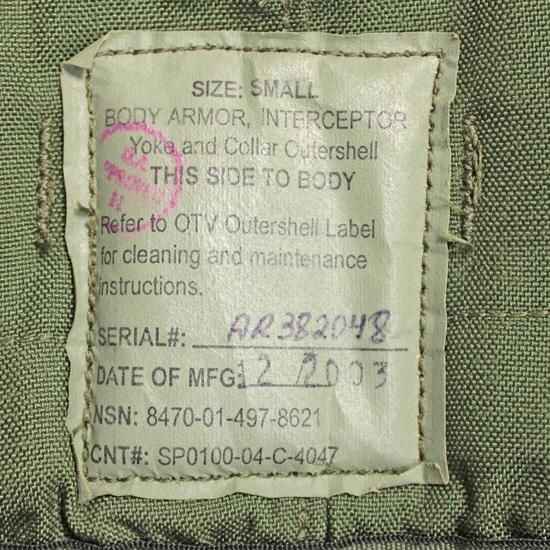 SIZE: SMALL
BODY ARMOR, INTERCEPTOR
Yoke and Collar Outershell
THIS SIDE TO BODY
Refer to OTV Outershell Label
for cleaning and maintenance
instructions.
SERIAL#: AR382048
DATE OF MFG: 12 2003
NSN: 8470-01-497-8621
CNT#: SP0100-04-C-4047